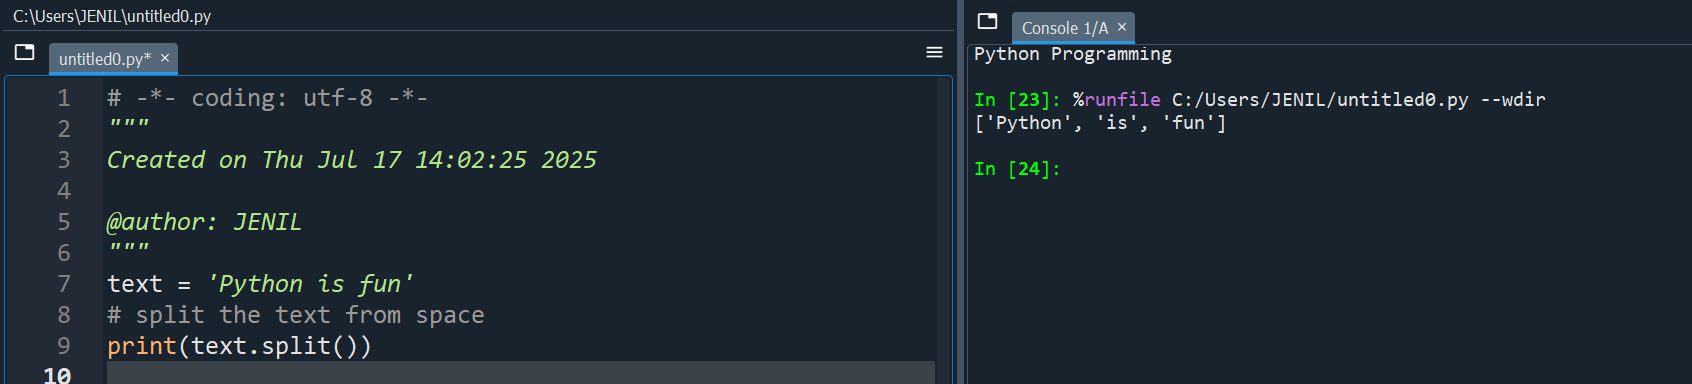 C:\Users\JENIL\untitled0.py
untitled0.py* ×
1 # -*- coding: utf-8 -*-
2 """
3 Created on Thu Jul 17 14:02:25 2025
4
5 @author: JENIL
6 """
7 text = 'Python is fun'
8 # split the text from space
9 print(text.split())
10
Console 1/A ×
Python Programming
In [23]: %runfile C:/Users/JENIL/untitled0.py --wdir
['Python', 'is', 'fun']
In [24]: